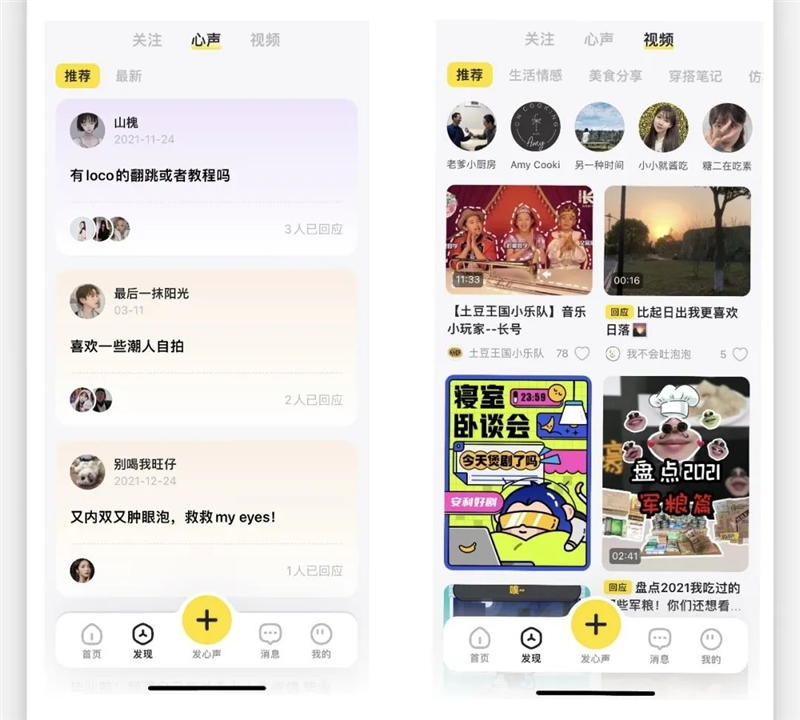 关注 心声 视频
推荐 最新
山槐
2021-11-24
有loco的翻跳或者教程吗
3人已回应
最后一抹阳光
03-11
喜欢一些潮人自拍
2人已回应
别喝我旺仔
2021-12-24
又内双又肿眼泡，救救my eyes！
1人已回应
首页 发现 发心声 消息 我的
关注 心声 视频
推荐 生活情感 美食分享 穿搭笔记 仿
老爹小厨房 Amy Cooki 另一种时间 小小就酱吃 糖二在吃素
ON COOKING
Amy
11:33
【土豆王国小乐队】音乐
小玩家--长号
土豆王国小乐队 78
00:16
回应 比起日出我更喜欢
日落
我不会吐泡泡 5
寝室
23:59
卧谈会
今天煲剧了吗
安利好剧
盘点2021
军粮篇
02:41
回应 盘点2021我吃过的
些军粮！你们还想看...
嗅~
首页 发现 发心声 消息 我的